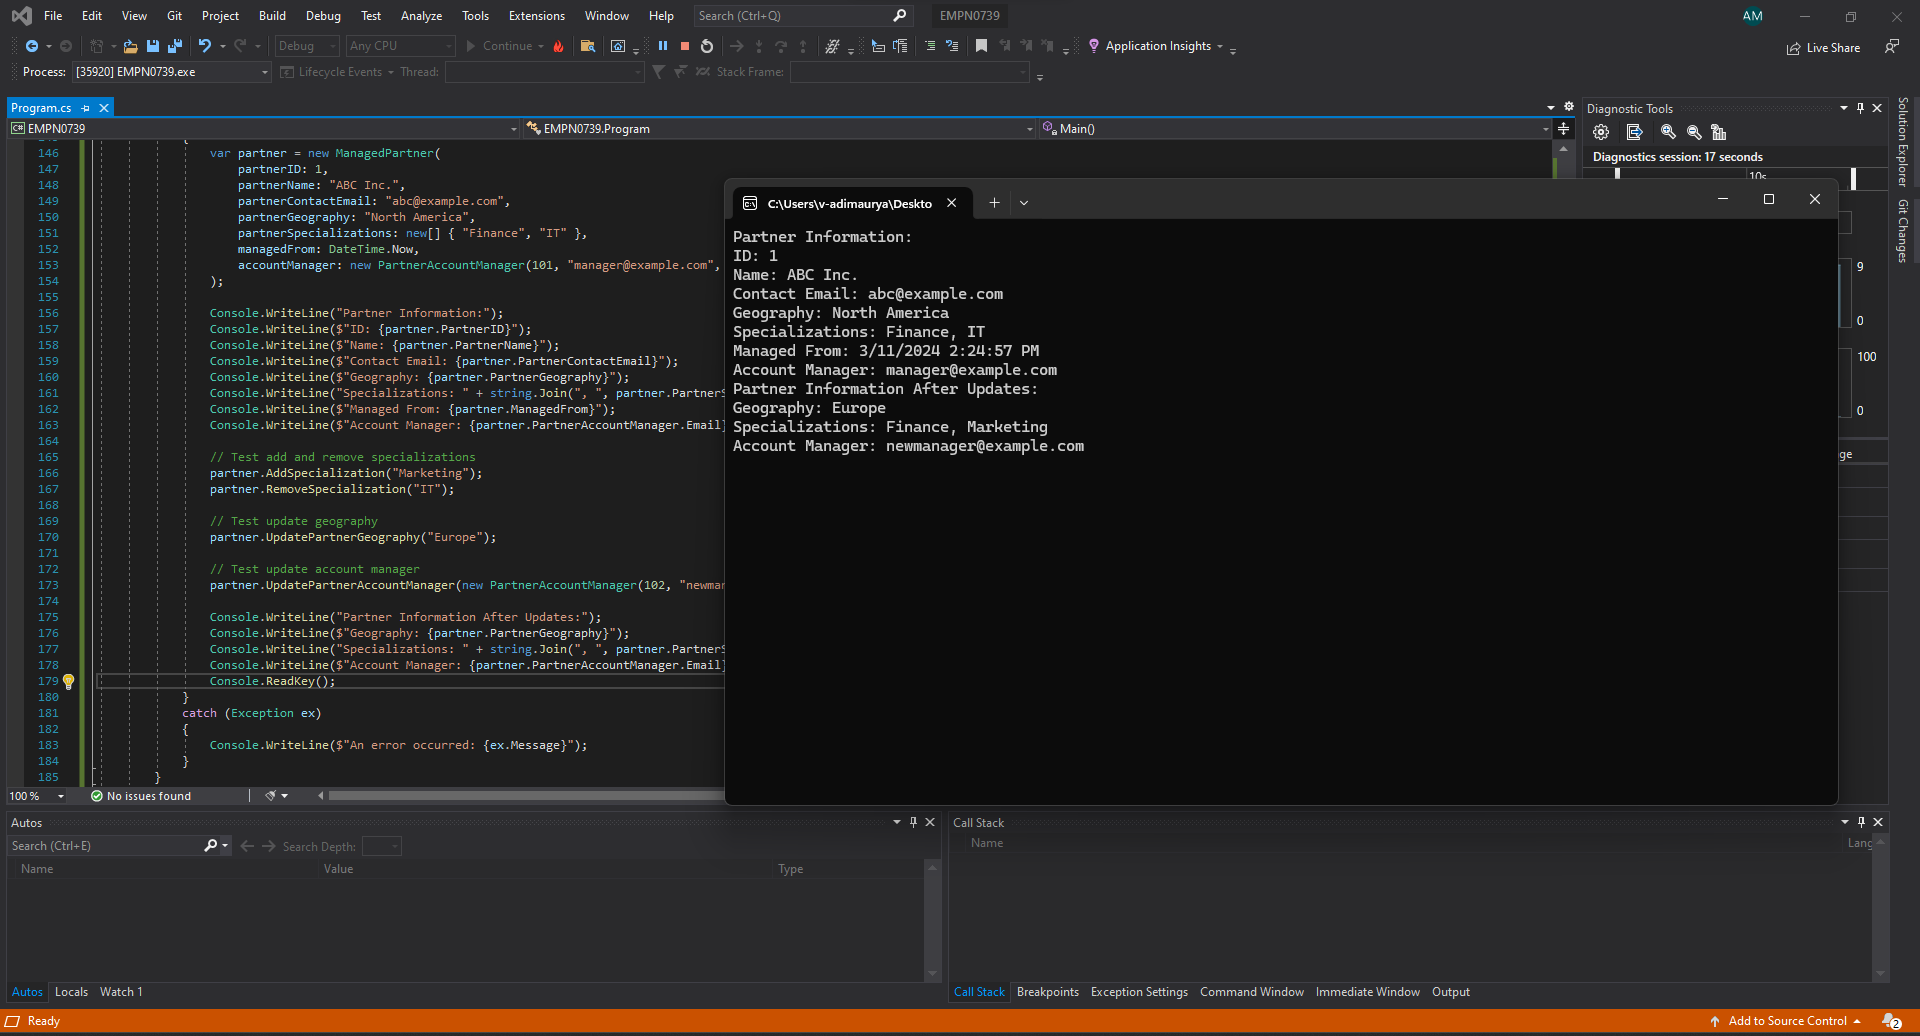 File Edit View Git Project Build Debug Test Analyze Tools Extensions Window Help Search (Ctrl+Q) EMPN0739 AM
Debug Any CPU Continue Application Insights Live Share
Process: [35920] EMPN0739.exe Lifecycle Events Thread: Stack Frame:
Program.cs
EMPN0739 EMPN0739.Program Main()
146 var partner = new ManagedPartner(
147 partnerID: 1,
148 partnerName: "ABC Inc.",
149 partnerContactEmail: "abc@example.com",
150 partnerGeography: "North America",
151 partnerSpecializations: new[] { "Finance", "IT" },
152 managedFrom: DateTime.Now,
153 accountManager: new PartnerAccountManager(101, "manager@example.com",
154 );
155
156 Console.WriteLine("Partner Information:");
157 Console.WriteLine($"ID: {partner.PartnerID}");
158 Console.WriteLine($"Name: {partner.PartnerName}");
159 Console.WriteLine($"Contact Email: {partner.PartnerContactEmail}");
160 Console.WriteLine($"Geography: {partner.PartnerGeography}");
161 Console.WriteLine("Specializations: " + string.Join(", ", partner.PartnerS
162 Console.WriteLine($"Managed From: {partner.ManagedFrom}");
163 Console.WriteLine($"Account Manager: {partner.PartnerAccountManager.Email}
164
165 // Test add and remove specializations
166 partner.AddSpecialization("Marketing");
167 partner.RemoveSpecialization("IT");
168
169 // Test update geography
170 partner.UpdatePartnerGeography("Europe");
171
172 // Test update account manager
173 partner.UpdatePartnerAccountManager(new PartnerAccountManager(102, "newmar
174
175 Console.WriteLine("Partner Information After Updates:");
176 Console.WriteLine($"Geography: {partner.PartnerGeography}");
177 Console.WriteLine("Specializations: " + string.Join(", ", partner.PartnerS
178 Console.WriteLine($"Account Manager: {partner.PartnerAccountManager.Email}
179 Console.ReadKey();
180 }
181 catch (Exception ex)
182 {
183 Console.WriteLine($"An error occurred: {ex.Message}");
184 }
185 }
100 % No issues found
C:\Users\v-adimaurya\Deskto
Partner Information:
ID: 1
Name: ABC Inc.
Contact Email: abc@example.com
Geography: North America
Specializations: Finance, IT
Managed From: 3/11/2024 2:24:57 PM
Account Manager: manager@example.com
Partner Information After Updates:
Geography: Europe
Specializations: Finance, Marketing
Account Manager: newmanager@example.com
Diagnostic Tools
Diagnostics session: 17 seconds
10s
9
0
100
0
ge
Solution Explorer
Git Changes
Autos
Search (Ctrl+E) Search Depth:
Name Value Type
Autos Locals Watch 1
Call Stack
Name Lang
Call Stack Breakpoints Exception Settings Command Window Immediate Window Output
Ready Add to Source Control 2